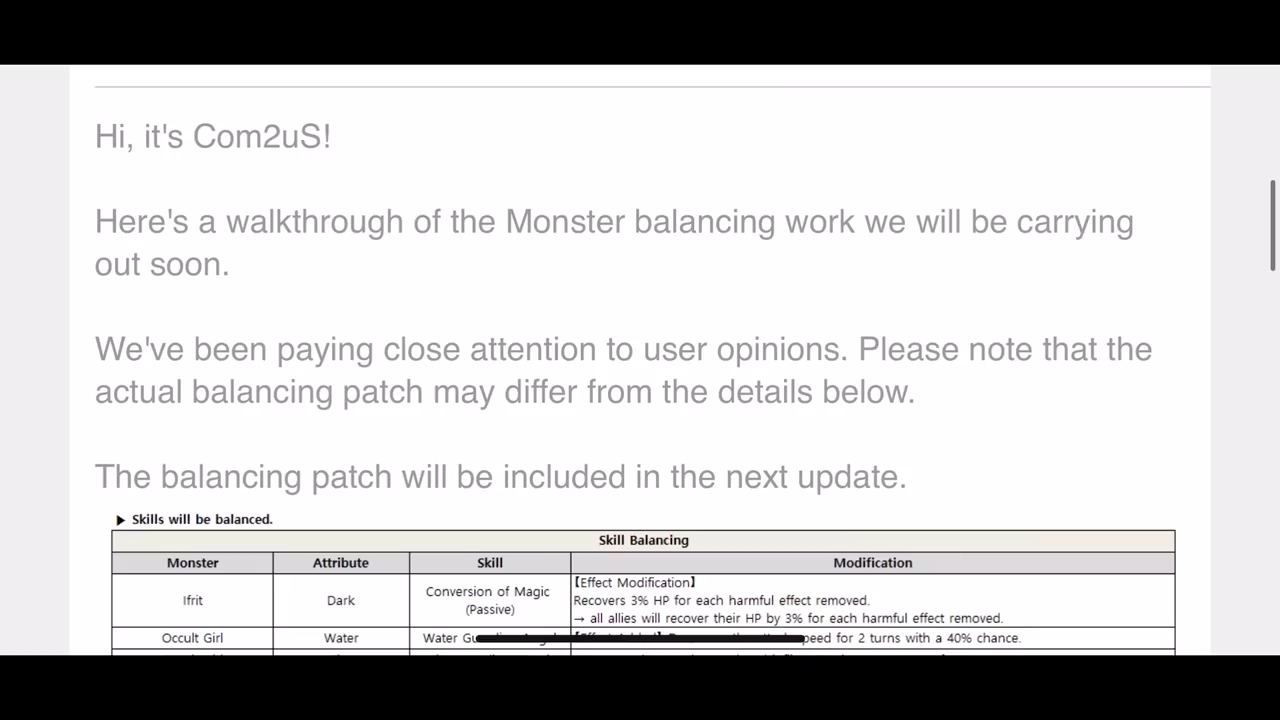 Hi, it's Com2uS!
Here's a walkthrough of the Monster balancing work we will be carrying
out soon.
We've been paying close attention to user opinions. Please note that the
actual balancing patch may differ from the details below.
The balancing patch will be included in the next update.
▶ Skills will be balanced.
Skill Balancing
Monster Attribute Skill Modification
Ifrit Dark Conversion of Magic (Passive) 【Effect Modification】
Recovers 3% HP for each harmful effect removed.
→ all allies will recover their HP by 3% for each harmful effect removed.
Occult Girl Water Water for 2 turns with a 40% chance.